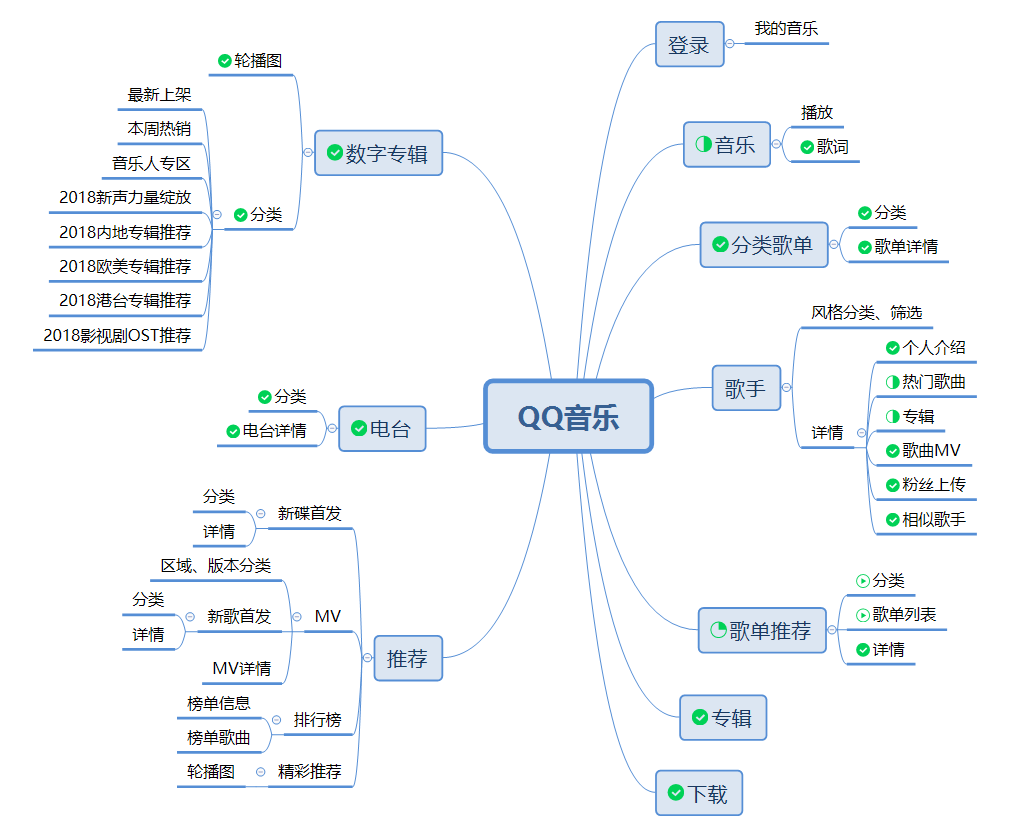 QQ音乐
登录
我的音乐
音乐
播放
歌词
分类歌单
分类
歌单详情
歌手
风格分类、筛选
详情
个人介绍
热门歌曲
专辑
歌曲MV
粉丝上传
相似歌手
歌单推荐
分类
歌单列表
详情
专辑
下载
数字专辑
轮播图
分类
最新上架
本周热销
音乐人专区
2018新声力量绽放
2018内地专辑推荐
2018欧美专辑推荐
2018港台专辑推荐
2018影视剧OST推荐
电台
分类
电台详情
推荐
新碟首发
分类
详情
MV
区域、版本分类
新歌首发
分类
详情
MV详情
排行榜
榜单信息
榜单歌曲
精彩推荐
轮播图